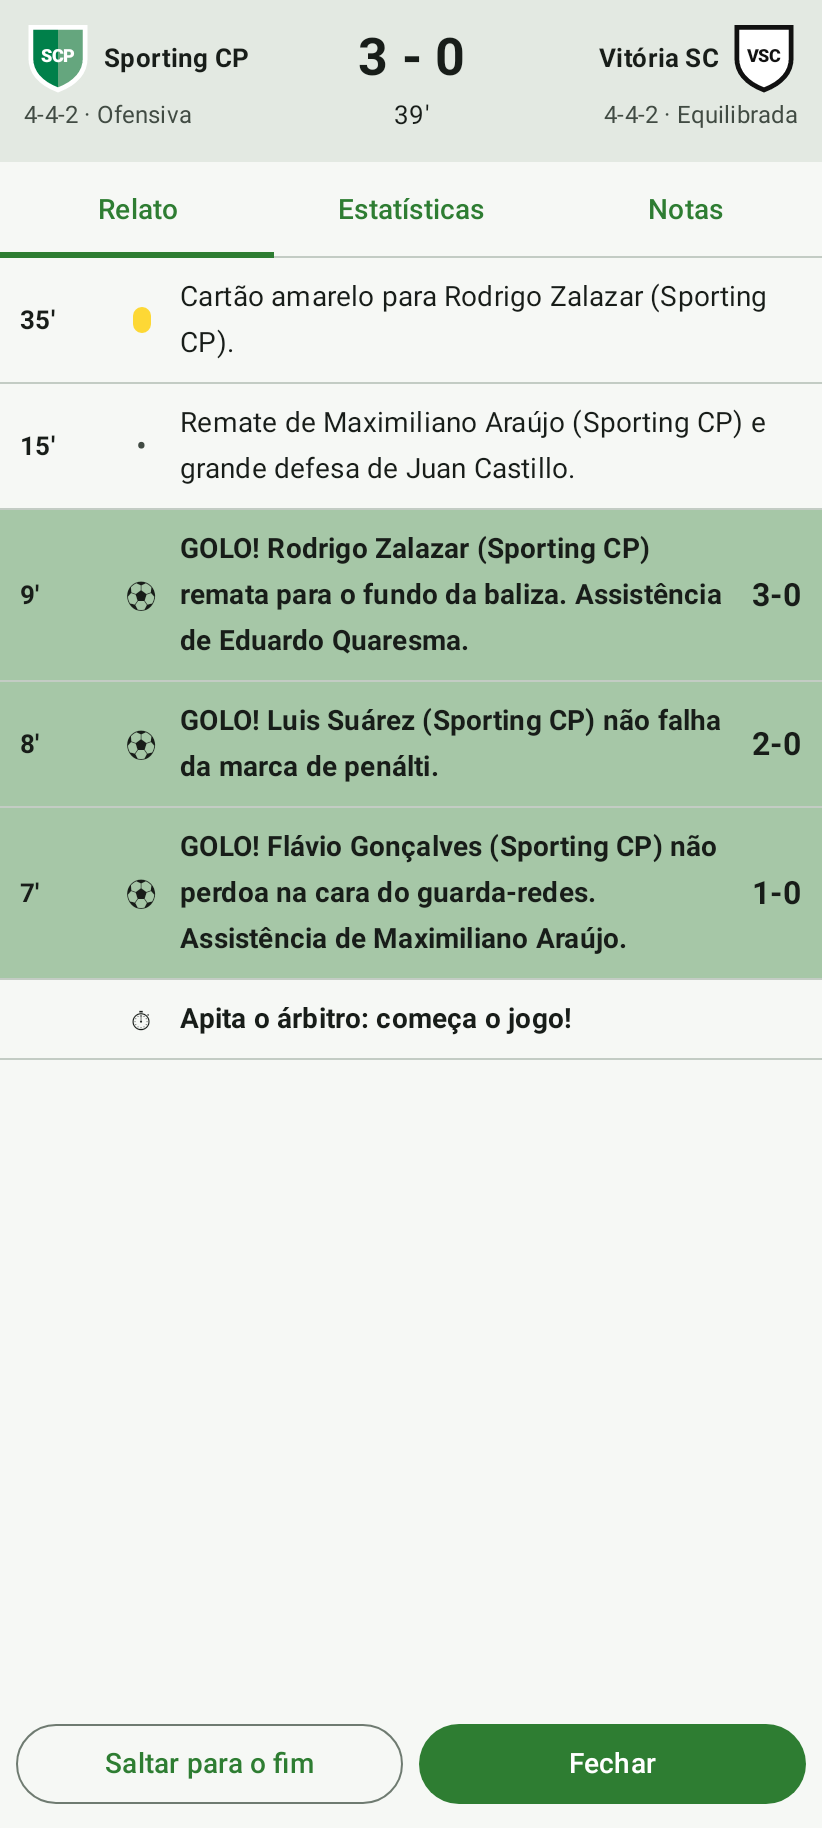 SCP
Sporting CP
3 - 0
Vitória SC
VSC
4-4-2 · Ofensiva
39'
4-4-2 · Equilibrada
Relato
Estatísticas
Notas
35'
Cartão amarelo para Rodrigo Zalazar (Sporting
CP).
15'
Remate de Maximiliano Araújo (Sporting CP) e
grande defesa de Juan Castillo.
9'
GOLO! Rodrigo Zalazar (Sporting CP)
remata para o fundo da baliza. Assistência
de Eduardo Quaresma.
3-0
8'
GOLO! Luis Suárez (Sporting CP) não falha
da marca de penálti.
2-0
7'
GOLO! Flávio Gonçalves (Sporting CP) não
perdoa na cara do guarda-redes.
Assistência de Maximiliano Araújo.
1-0
Apita o árbitro: começa o jogo!
Saltar para o fim
Fechar